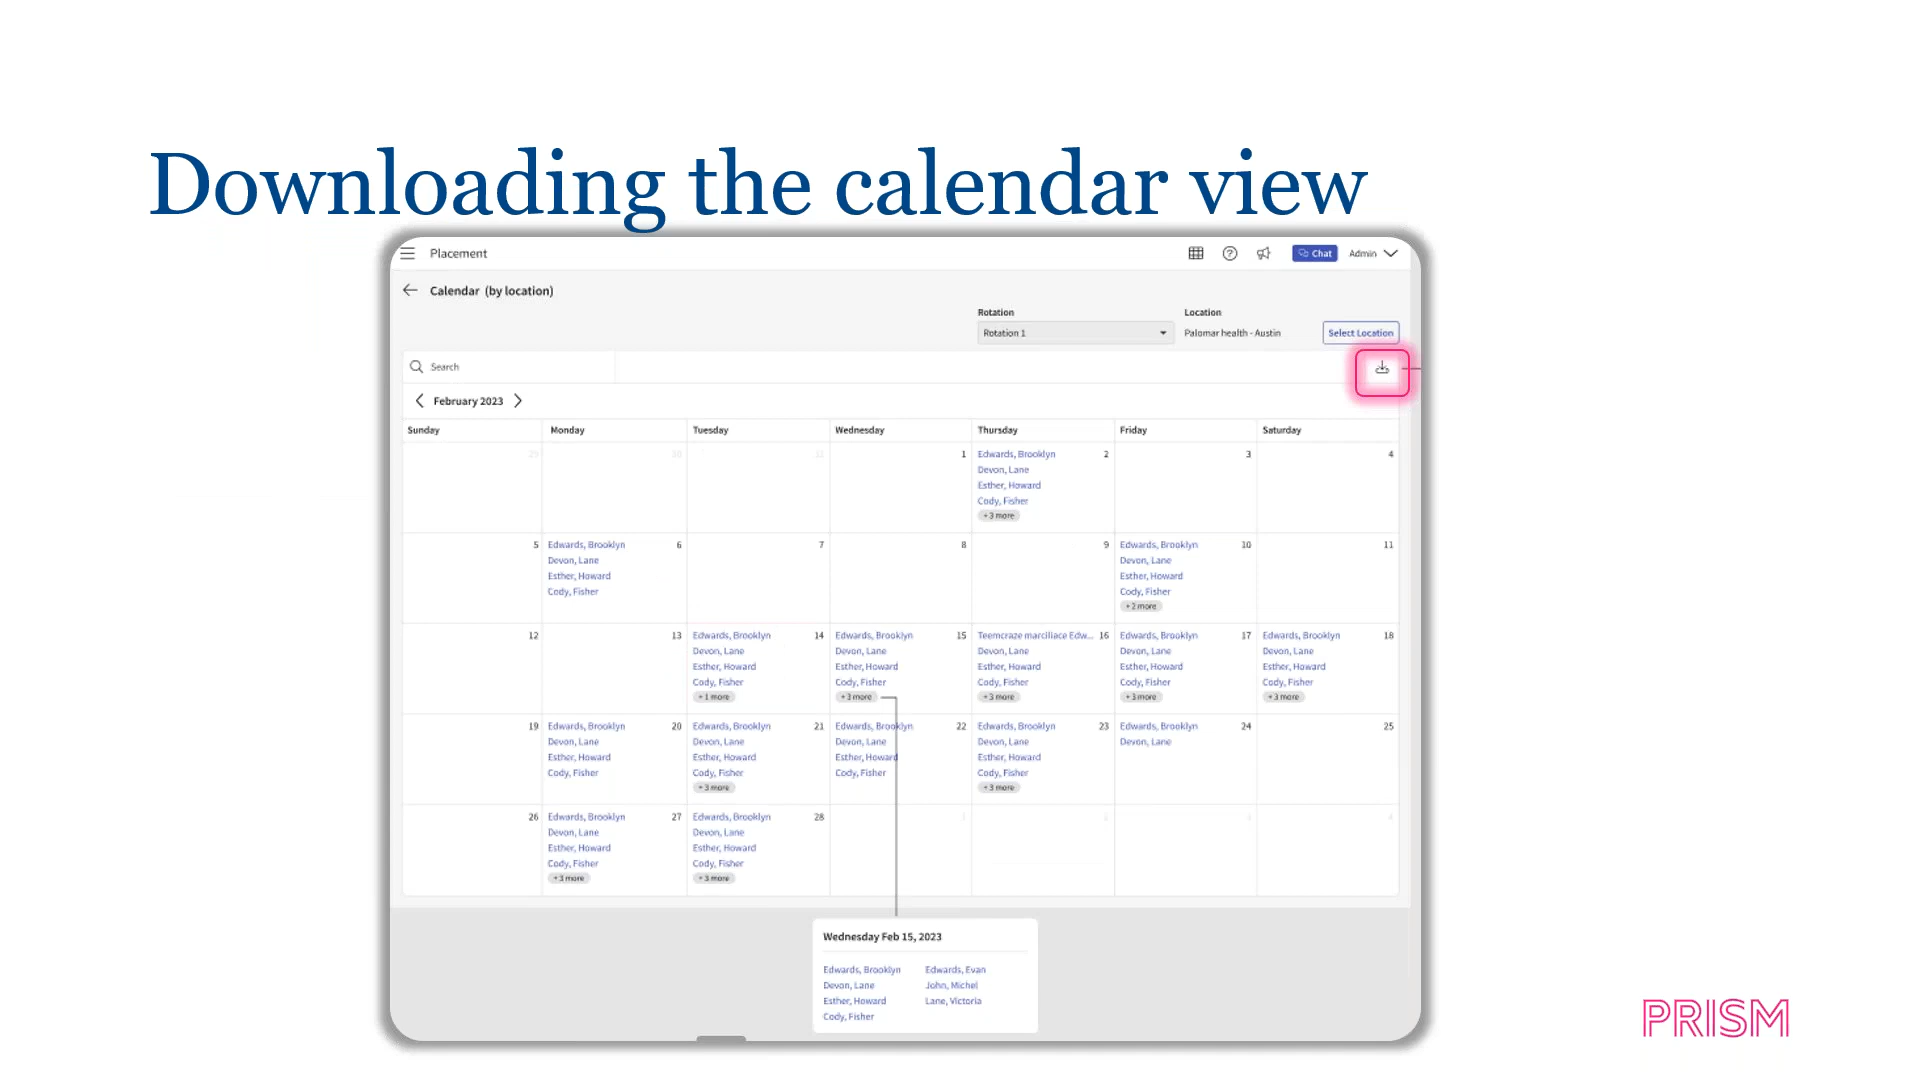 Downloading the calendar view
Placement
Chat
Admin
Calendar (by location)
Rotation
Location
Rotation 1
Palomar health - Austin
Select Location
Search
February 2023
Sunday
Monday
Tuesday
Wednesday
Thursday
Friday
Saturday
29
30
31
1
Edwards, Brooklyn 2
Devon, Lane
Esther, Howard
Cody, Fisher
+3 more
3
4
5
Edwards, Brooklyn 6
Devon, Lane
Esther, Howard
Cody, Fisher
7
8
9
Edwards, Brooklyn 10
Devon, Lane
Esther, Howard
Cody, Fisher
+2 more
11
12
13
Edwards, Brooklyn 14
Devon, Lane
Esther, Howard
Cody, Fisher
+1 more
Edwards, Brooklyn 15
Devon, Lane
Esther, Howard
Cody, Fisher
+3 more
Teemcraze marciliace Edw... 16
Devon, Lane
Esther, Howard
Cody, Fisher
+3 more
Edwards, Brooklyn 17
Devon, Lane
Esther, Howard
Cody, Fisher
+3 more
Edwards, Brooklyn 18
Devon, Lane
Esther, Howard
Cody, Fisher
+3 more
19
Edwards, Brooklyn 20
Devon, Lane
Esther, Howard
Cody, Fisher
Edwards, Brooklyn 21
Devon, Lane
Esther, Howard
Cody, Fisher
+3 more
Edwards, Brooklyn 22
Devon, Lane
Esther, Howard
Cody, Fisher
Edwards, Brooklyn 23
Devon, Lane
Esther, Howard
Cody, Fisher
+3 more
Edwards, Brooklyn 24
Devon, Lane
25
26
Edwards, Brooklyn 27
Devon, Lane
Esther, Howard
Cody, Fisher
+3 more
Edwards, Brooklyn 28
Devon, Lane
Esther, Howard
Cody, Fisher
+3 more
1
2
3
4
Wednesday Feb 15, 2023
Edwards, Brooklyn
Devon, Lane
Esther, Howard
Cody, Fisher
Edwards, Evan
John, Michel
Lane, Victoria
PRISM